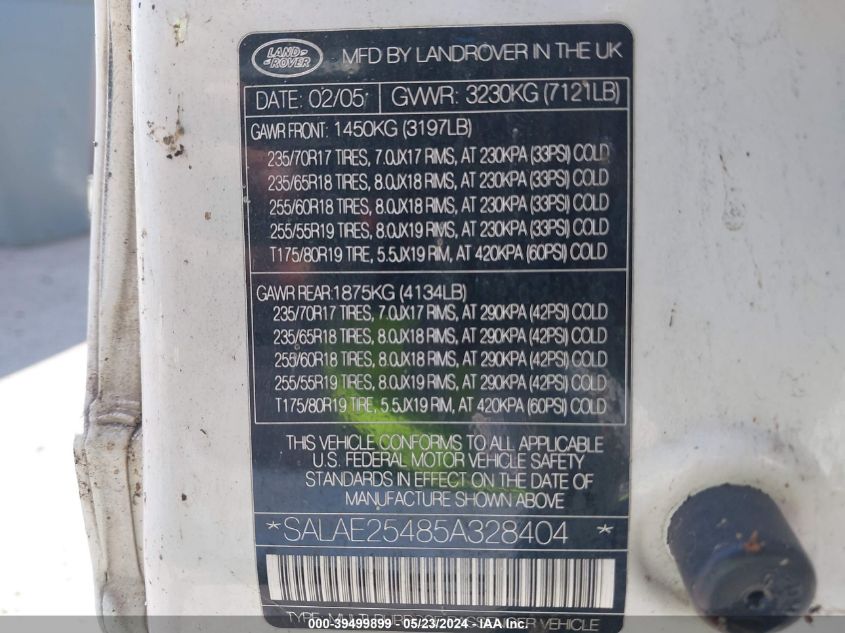 LAND ROVER
MFD BY LANDROVER IN THE UK
DATE: 02/05 GVWR: 3230KG (7121LB)
GAWR FRONT: 1450KG (3197LB)
235/70R17 TIRES, 7.0JX17 RIMS, AT 230KPA (33PSI) COLD
235/65R18 TIRES, 8.0JX18 RIMS, AT 230KPA (33PSI) COLD
255/60R18 TIRES, 8.0JX18 RIMS, AT 230KPA (33PSI) COLD
255/55R19 TIRES, 8.0JX19 RIMS, AT 230KPA (33PSI) COLD
T175/80R19 TIRE, 5.5JX19 RIM, AT 420KPA (60PSI) COLD
GAWR REAR: 1875KG (4134LB)
235/70R17 TIRES, 7.0JX17 RIMS, AT 290KPA (42PSI) COLD
235/65R18 TIRES, 8.0JX18 RIMS, AT 290KPA (42PSI) COLD
255/60R18 TIRES, 8.0JX18 RIMS, AT 290KPA (42PSI) COLD
255/55R19 TIRES, 8.0JX19 RIMS, AT 290KPA (42PSI) COLD
T175/80R19 TIRE, 5.5JX19 RIM, AT 420KPA (60PSI) COLD
THIS VEHICLE CONFORMS TO ALL APPLICABLE
U.S. FEDERAL MOTOR VEHICLE SAFETY
STANDARDS IN EFFECT ON THE DATE OF
MANUFACTURE SHOWN ABOVE
*SALAE25485A328404 *
TYPE: VEHICLE
000-39499899 - 05/23/2024 - IAAI.COM